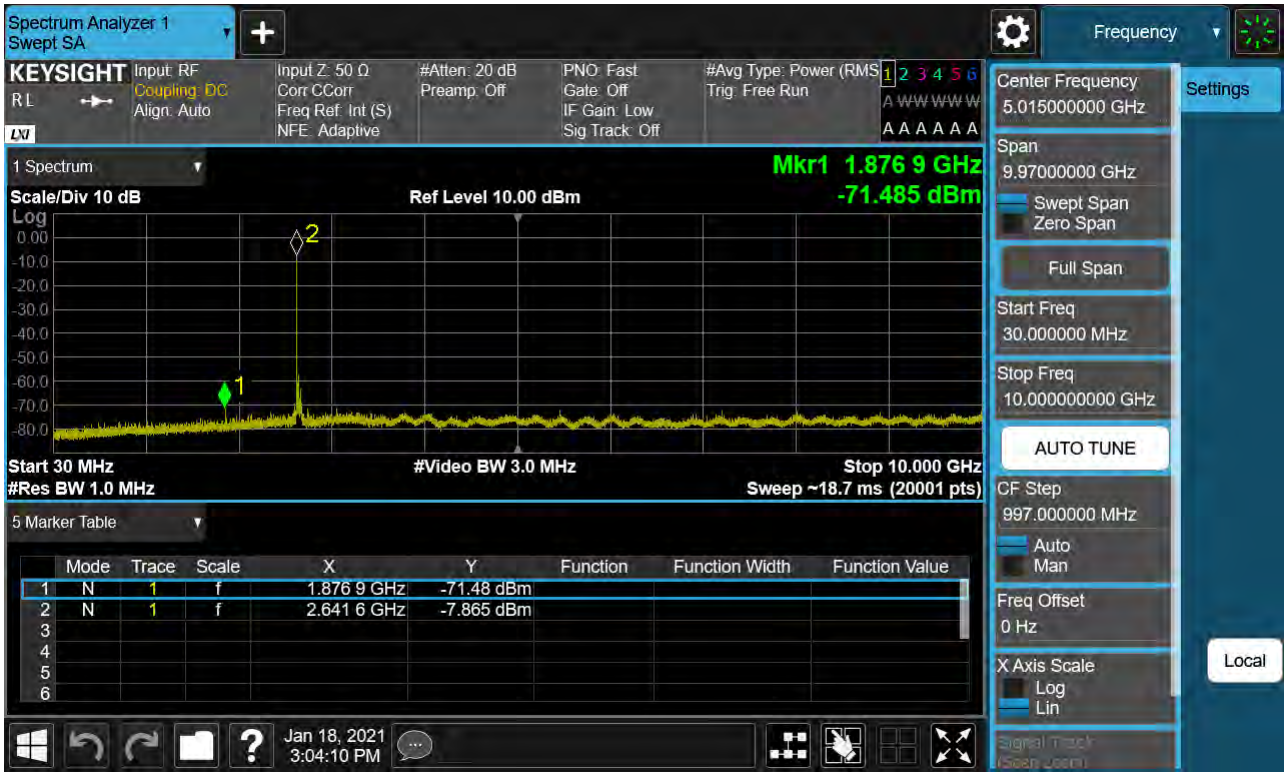 Spectrum Analyzer 1
Swept SA
+
Frequency
KEYSIGHT
RL
LXI
Input: RF
Coupling: DC
Align: Auto
Input Z: 50 Ω
Corr CCorr
Freq Ref: Int (S)
NFE: Adaptive
#Atten: 20 dB
Preamp: Off
PNO: Fast
Gate: Off
IF Gain: Low
Sig Track: Off
#Avg Type: Power (RMS
Trig: Free Run
1 2 3 4 5 6
A W W W W W
A A A A A A
1 Spectrum
Scale/Div 10 dB
Ref Level 10.00 dBm
Mkr1 1.876 9 GHz
-71.485 dBm
Log
0.00
-10.0
-20.0
-30.0
-40.0
-50.0
-60.0
-70.0
-80.0
2
1
Start 30 MHz
#Video BW 3.0 MHz
Stop 10.000 GHz
#Res BW 1.0 MHz
Sweep ~18.7 ms (20001 pts)
5 Marker Table
Mode Trace Scale X Y Function Function Width Function Value
1 N 1 f 1.876 9 GHz -71.48 dBm
2 N 1 f 2.641 6 GHz -7.865 dBm
3
4
5
6
Center Frequency
5.015000000 GHz
Settings
Span
9.97000000 GHz
Swept Span
Zero Span
Full Span
Start Freq
30.000000 MHz
Stop Freq
10.000000000 GHz
AUTO TUNE
CF Step
997.000000 MHz
Auto
Man
Freq Offset
0 Hz
X Axis Scale
Log
Lin
Signal Track
(Span Zoom)
Local
?
Jan 18, 2021
3:04:10 PM